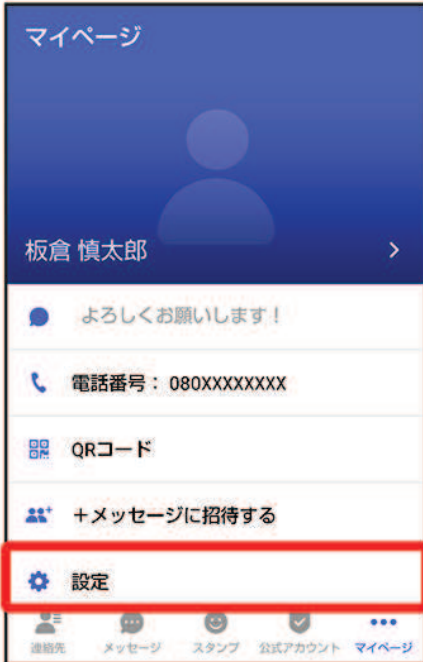 マイページ
板倉 慎太郎
よろしくお願いします!
電話番号: 080XXXXXXXX
QRコード
+メッセージに招待する
設定
連絡先 メッセージ スタンプ 公式アカウント マイページ